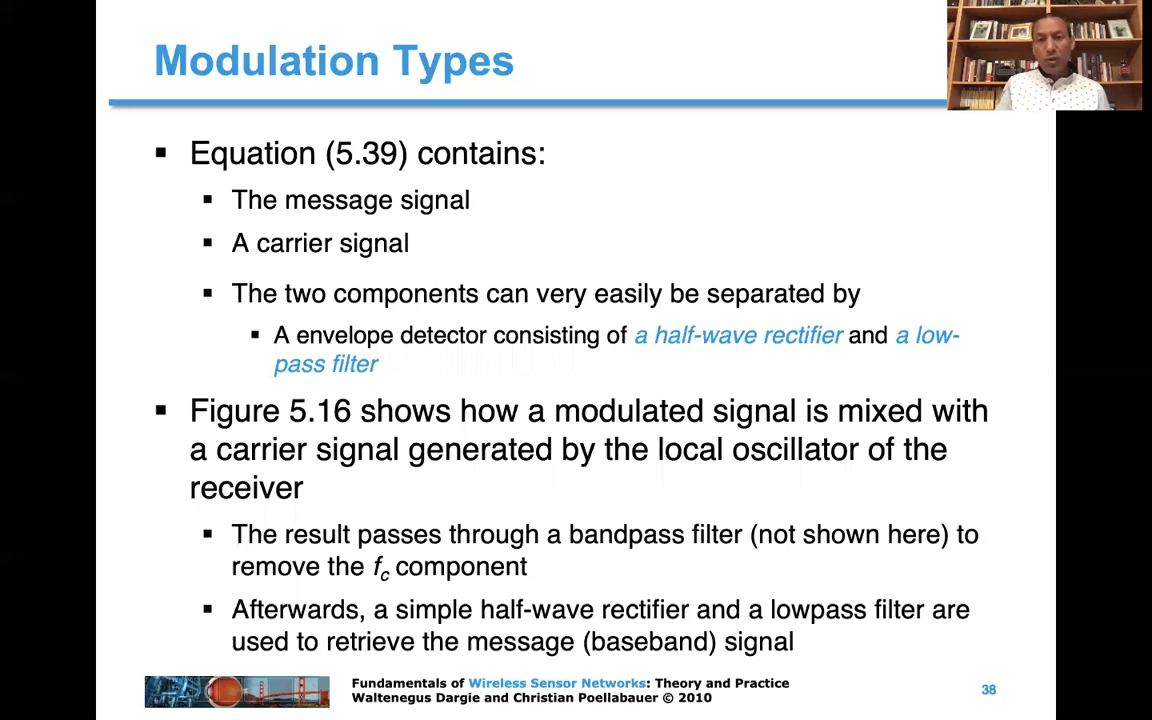 Modulation Types
▪ Equation (5.39) contains:
▪ The message signal
▪ A carrier signal
▪ The two components can very easily be separated by
▪ A envelope detector consisting of a half-wave rectifier and a low-
pass filter
▪ Figure 5.16 shows how a modulated signal is mixed with
a carrier signal generated by the local oscillator of the
receiver
▪ The result passes through a bandpass filter (not shown here) to
remove the fc component
▪ Afterwards, a simple half-wave rectifier and a lowpass filter are
used to retrieve the message (baseband) signal
Fundamentals of Wireless Sensor Networks: Theory and Practice
Waltenegus Dargie and Christian Poellabauer © 2010
38